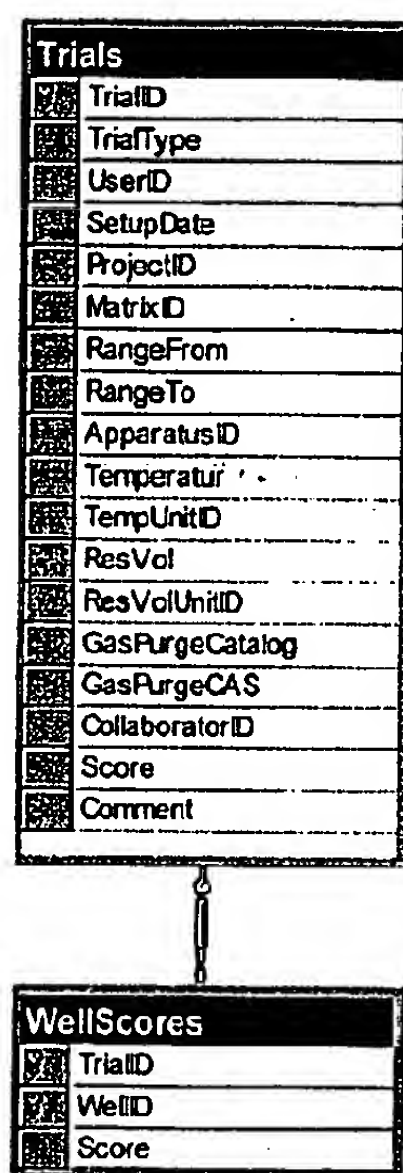 Trials
TrialID
TrialType
UserID
SetupDate
ProjectID
MatrixID
RangeFrom
RangeTo
ApparatusID
Temperatur
TempUnitID
ResVol
ResVolUnitID
GasPurgeCatalog
GasPurgeCAS
CollaboratorID
Score
Comment
WellScores
TrialID
WellID
Score